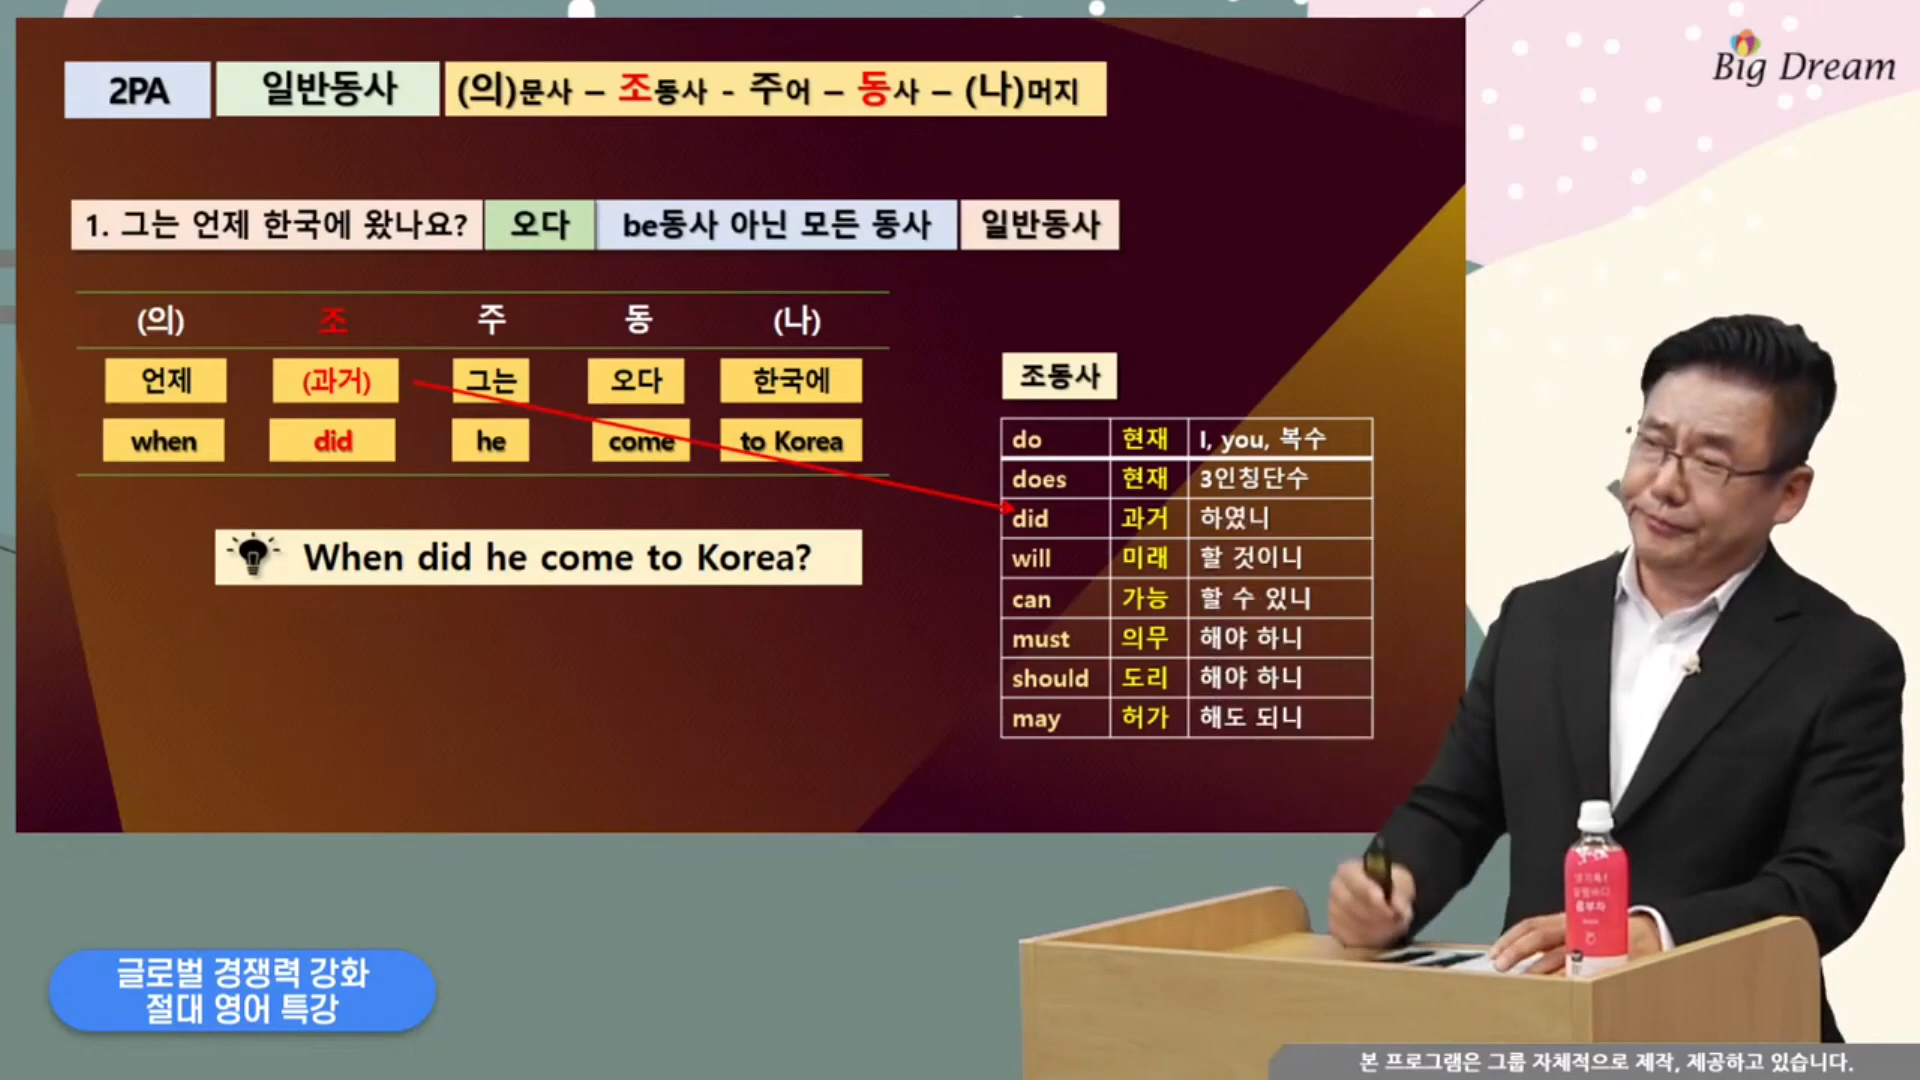 Big Dream
2PA 일반동사 (의)문사 – 조동사 - 주어 – 동사 – (나)머지
1. 그는 언제 한국에 왔나요? 오다 be동사 아닌 모든 동사 일반동사
(의) 조 주 동 (나)
언제 (과거) 그는 오다 한국에
when did he come to Korea
When did he come to Korea?
조동사
do 현재 I, you, 복수
does 현재 3인칭단수
did 과거 하였니
will 미래 할 것이니
can 가능 할 수 있니
must 의무 해야 하니
should 도리 해야 하니
may 허가 해도 되니
글로벌 경쟁력 강화
절대 영어 특강
본 프로그램은 그룹 자체적으로 제작, 제공하고 있습니다.